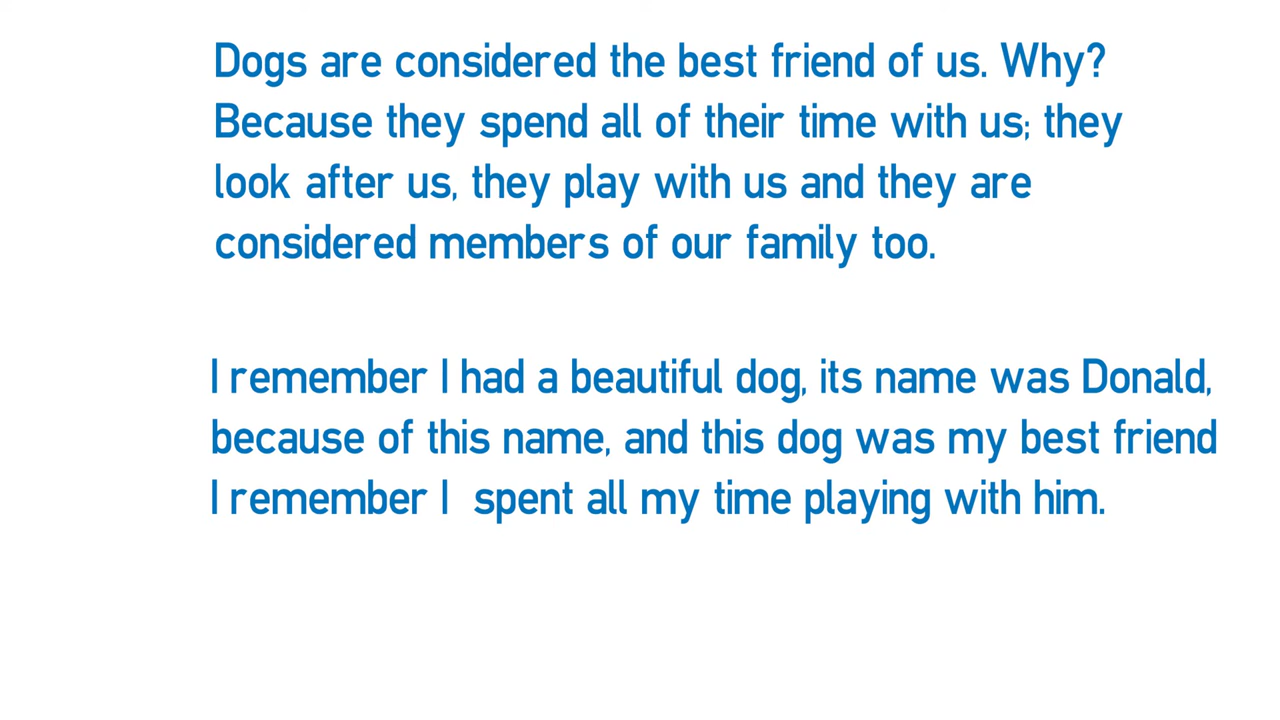 Dogs are considered the best friend of us. Why?
Because they spend all of their time with us; they
look after us, they play with us and they are
considered members of our family too.
I remember I had a beautiful dog, its name was Donald,
because of this name, and this dog was my best friend
I remember I  spent all my time playing with him.